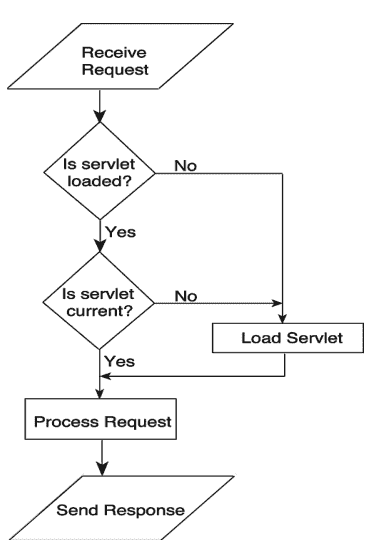 Receive
Request
Is servlet
loaded?
No
Yes
Is servlet
current?
No
Load Servlet
Yes
Process Request
Send Response